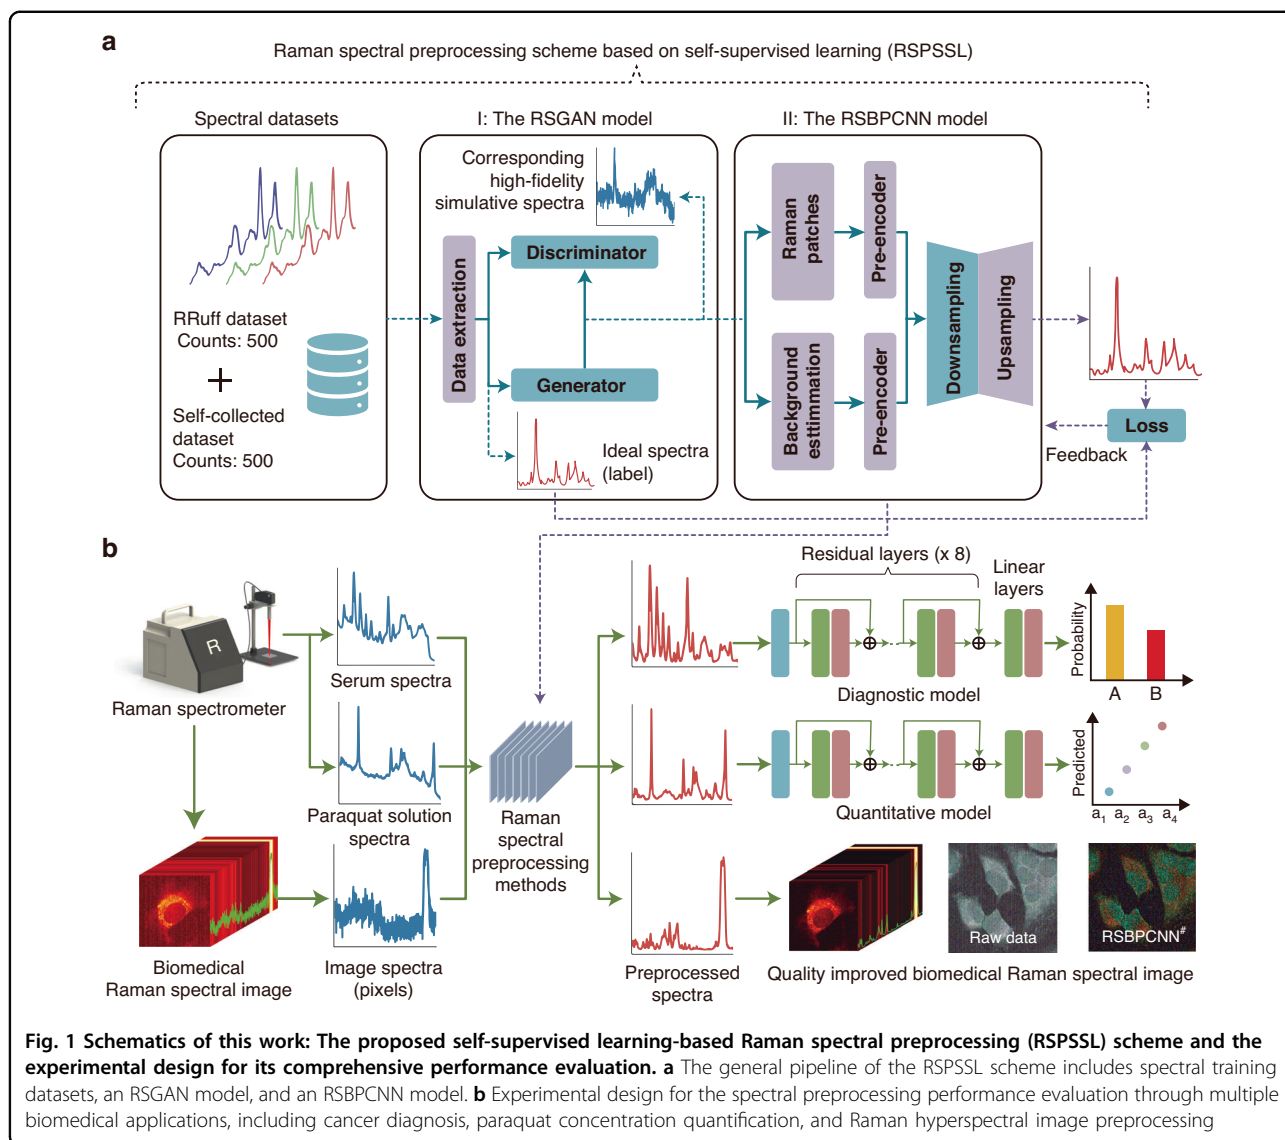 a
Raman spectral preprocessing scheme based on self-supervised learning (RSPSSL)
Spectral datasets
I: The RSGAN model
II: The RSBPCNN model
Corresponding
high-fidelity
simulative spectra
RRuff dataset
Counts: 500
+
Self-collected
dataset
Counts: 500
Data extraction
Discriminator
Generator
Ideal spectra
(label)
Raman
patches
Pre-encoder
Background
esttimmation
Pre-encoder
Downsampling
Upsampling
Loss
Feedback
b
R
Raman spectrometer
Serum spectra
Paraquat solution
spectra
Biomedical
Raman spectral image
Image spectra
(pixels)
Raman
spectral
preprocessing
methods
Preprocessed
spectra
Residual layers (x 8)
Linear
layers
Diagnostic model
Probability
A
B
Quantitative model
Predicted
a1 a2 a3 a4
Raw data
RSBPCNN#
Quality improved biomedical Raman spectral image
Fig. 1 Schematics of this work: The proposed self-supervised learning-based Raman spectral preprocessing (RSPSSL) scheme and the
experimental design for its comprehensive performance evaluation. a The general pipeline of the RSPSSL scheme includes spectral training
datasets, an RSGAN model, and an RSBPCNN model. b Experimental design for the spectral preprocessing performance evaluation through multiple
biomedical applications, including cancer diagnosis, paraquat concentration quantification, and Raman hyperspectral image preprocessing